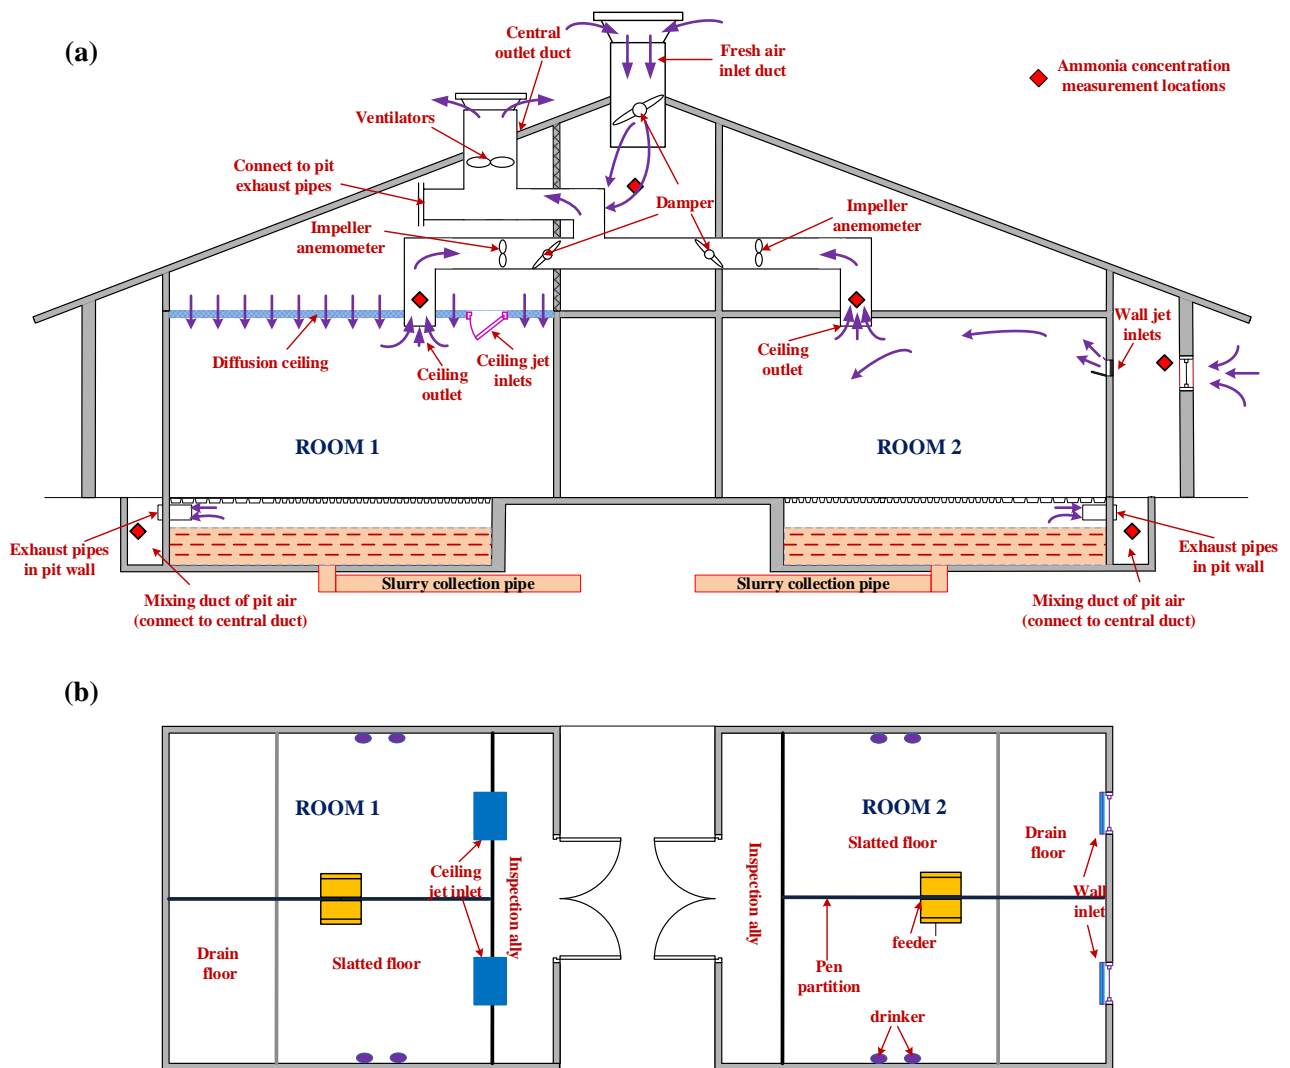 (a)
Central
outlet duct
Fresh air
inlet duct
Ammonia concentration
measurement locations
Ventilators
Connect to pit
exhaust pipes
Impeller
anemometer
Damper
Impeller
anemometer
Diffusion ceiling
Ceiling
outlet
Ceiling jet
inlets
Ceiling
outlet
Wall jet
inlets
ROOM 1
ROOM 2
Exhaust pipes
in pit wall
Slurry collection pipe
Slurry collection pipe
Exhaust pipes
in pit wall
Mixing duct of pit air
(connect to central duct)
Mixing duct of pit air
(connect to central duct)
(b)
ROOM 1
ROOM 2
Ceiling
jet inlet
Inspection ally
Drain
floor
Slatted floor
Inspection ally
Slatted floor
Drain
floor
Wall
inlet
feeder
Pen
partition
drinker